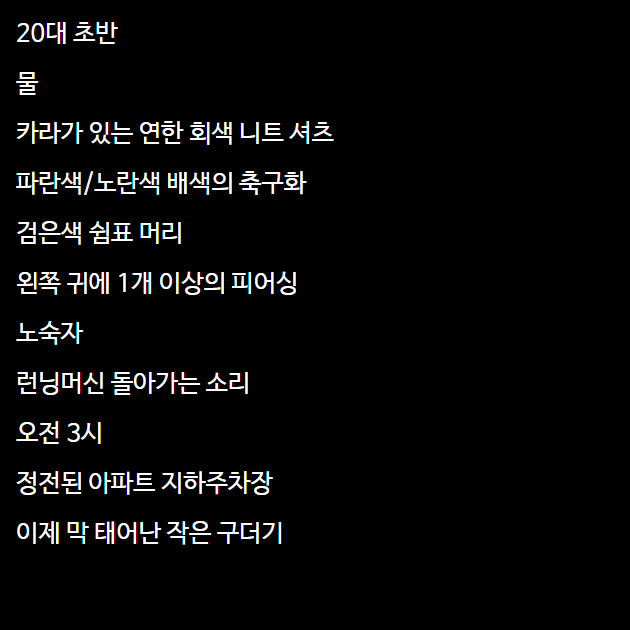 20대 초반
물
카라가 있는 연한 회색 니트 셔츠
파란색/노란색 배색의 축구화
검은색 쉼표 머리
왼쪽 귀에 1개 이상의 피어싱
노숙자
런닝머신 돌아가는 소리
오전 3시
정전된 아파트 지하주차장
이제 막 태어난 작은 구더기